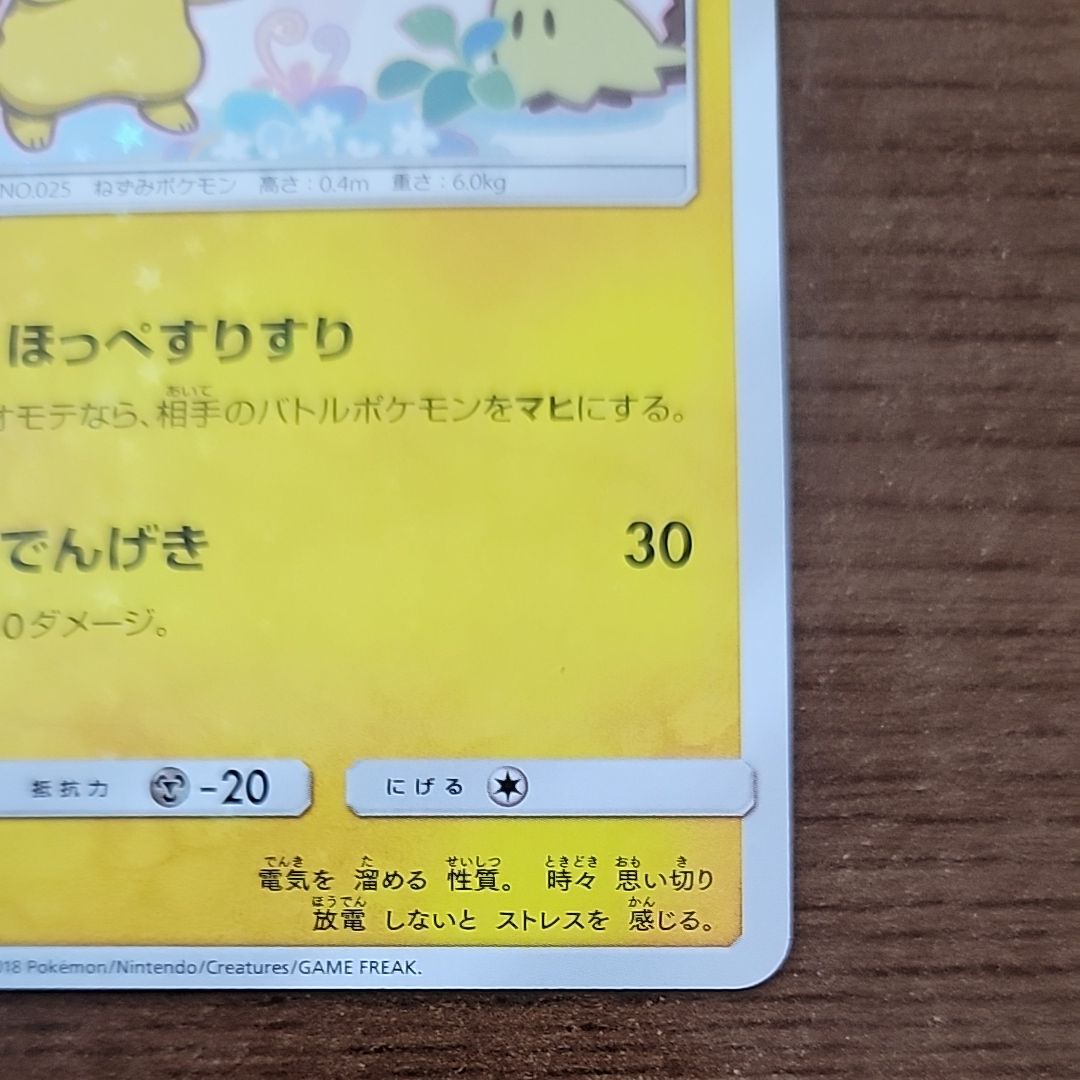 NO.025 ねずみポケモン 高さ:0.4m 重さ:6.0kg
ほっぺすりすり
あいて
オモテなら、相手のバトルポケモンをマヒにする。
でんげき 30
0ダメージ。
抵抗力 -20 にげる
でんき た せいしつ ときどき おも き
電気を 溜める 性質。 時々 思い切り
ほうでん かん
放電 しないと ストレスを 感じる。
18 Pokémon/Nintendo/Creatures/GAME FREAK.